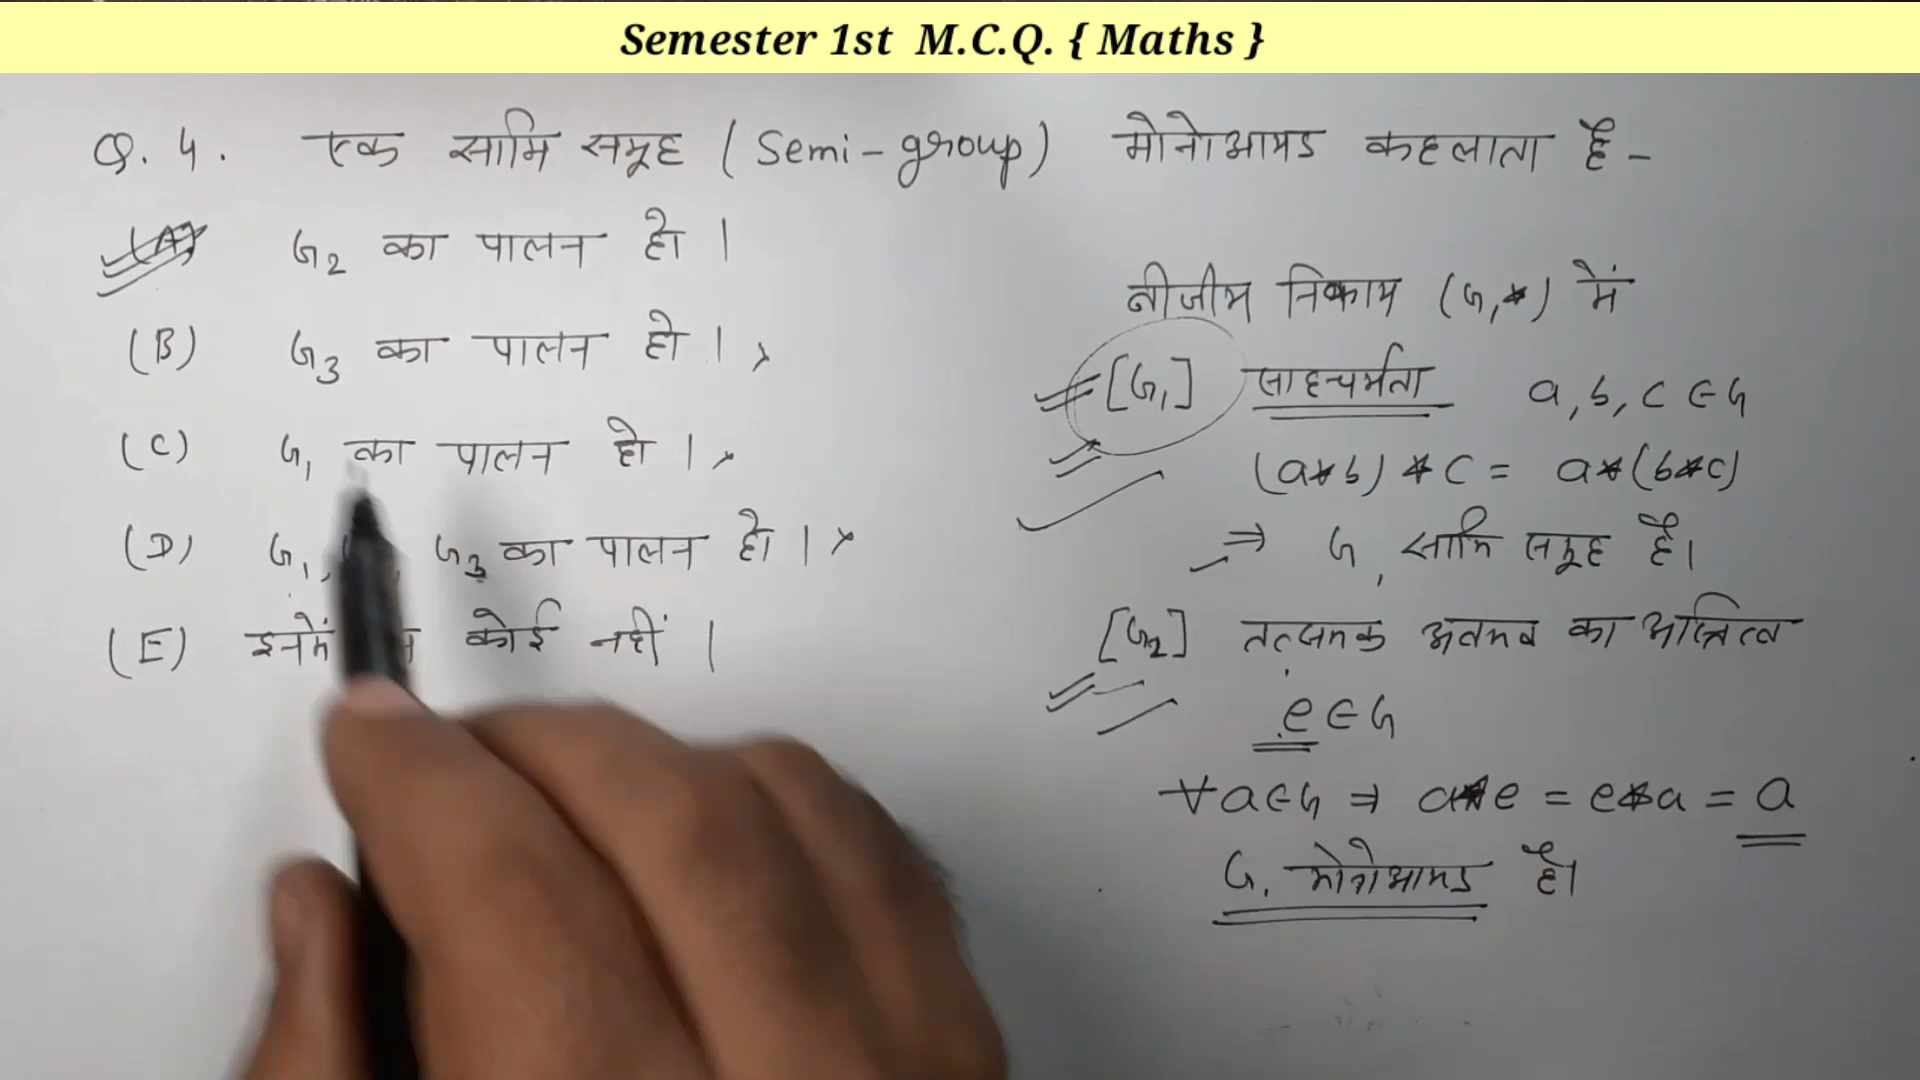 Semester 1st M.C.Q. { Maths }
Q. 4. एक सामि समूह (Semi-group) मोनोआयड कहलाता है -
(A) G2 का पालन हो ।
(B) G3 का पालन हो ।
(C) G1 का पालन हो ।
(D) G1, G3 का पालन हो ।
(E) इनमें कोई नहीं ।
बीजीय निकाय (G,*) में
[G1] साहचर्यता a, b, c ∈ G
(a*b) * c = a*(b*c)
⇒ G, सामि समूह है।
[G2] तत्समक अवयव का अस्तित्व
e ∈ G
∀ a ∈ G ⇒ a*e = e*a = a
G, मोनोआयड है।